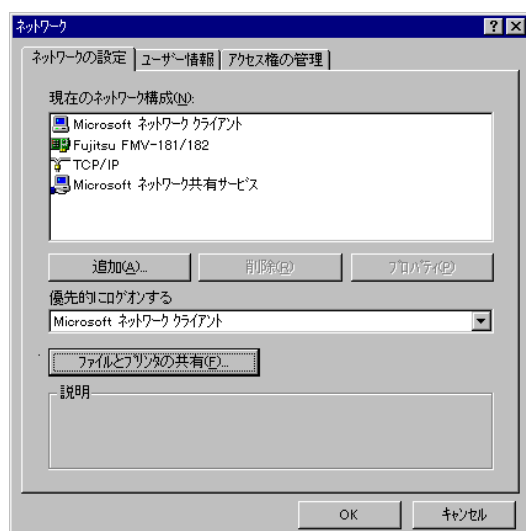 ネットワーク
ネットワークの設定 ユーザー情報 アクセス権の管理
現在のネットワーク構成(N):
Microsoft ネットワーク クライアント
Fujitsu FMV-181/182
TCP/IP
Microsoft ネットワーク共有サービス
追加(A)... 削除(R) プロパティ(P)
優先的にログオンする
Microsoft ネットワーク クライアント
ファイルとプリンタの共有(F)...
説明
OK キャンセル